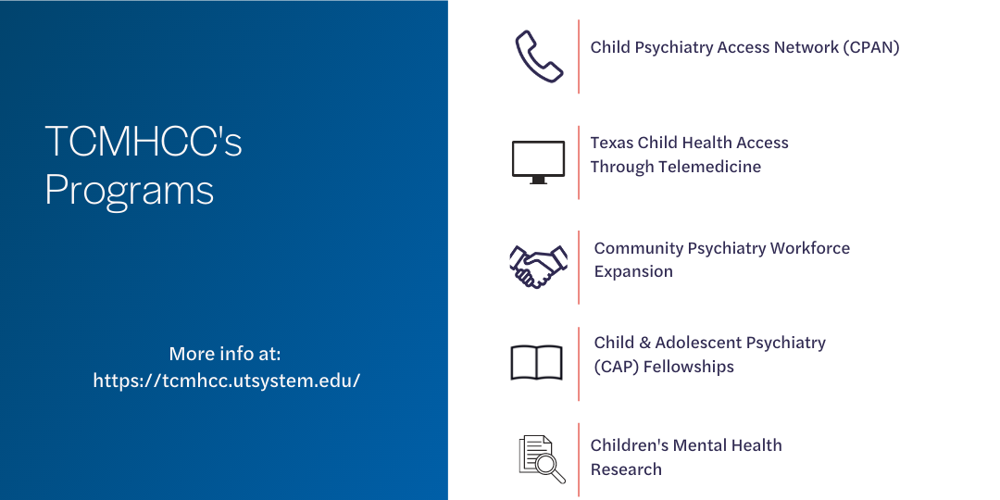 TCMHCC's
Programs
More info at:
https://tcmhcc.utsystem.edu/
Child Psychiatry Access Network (CPAN)
Texas Child Health Access
Through Telemedicine
Community Psychiatry Workforce
Expansion
Child & Adolescent Psychiatry
(CAP) Fellowships
Children's Mental Health
Research